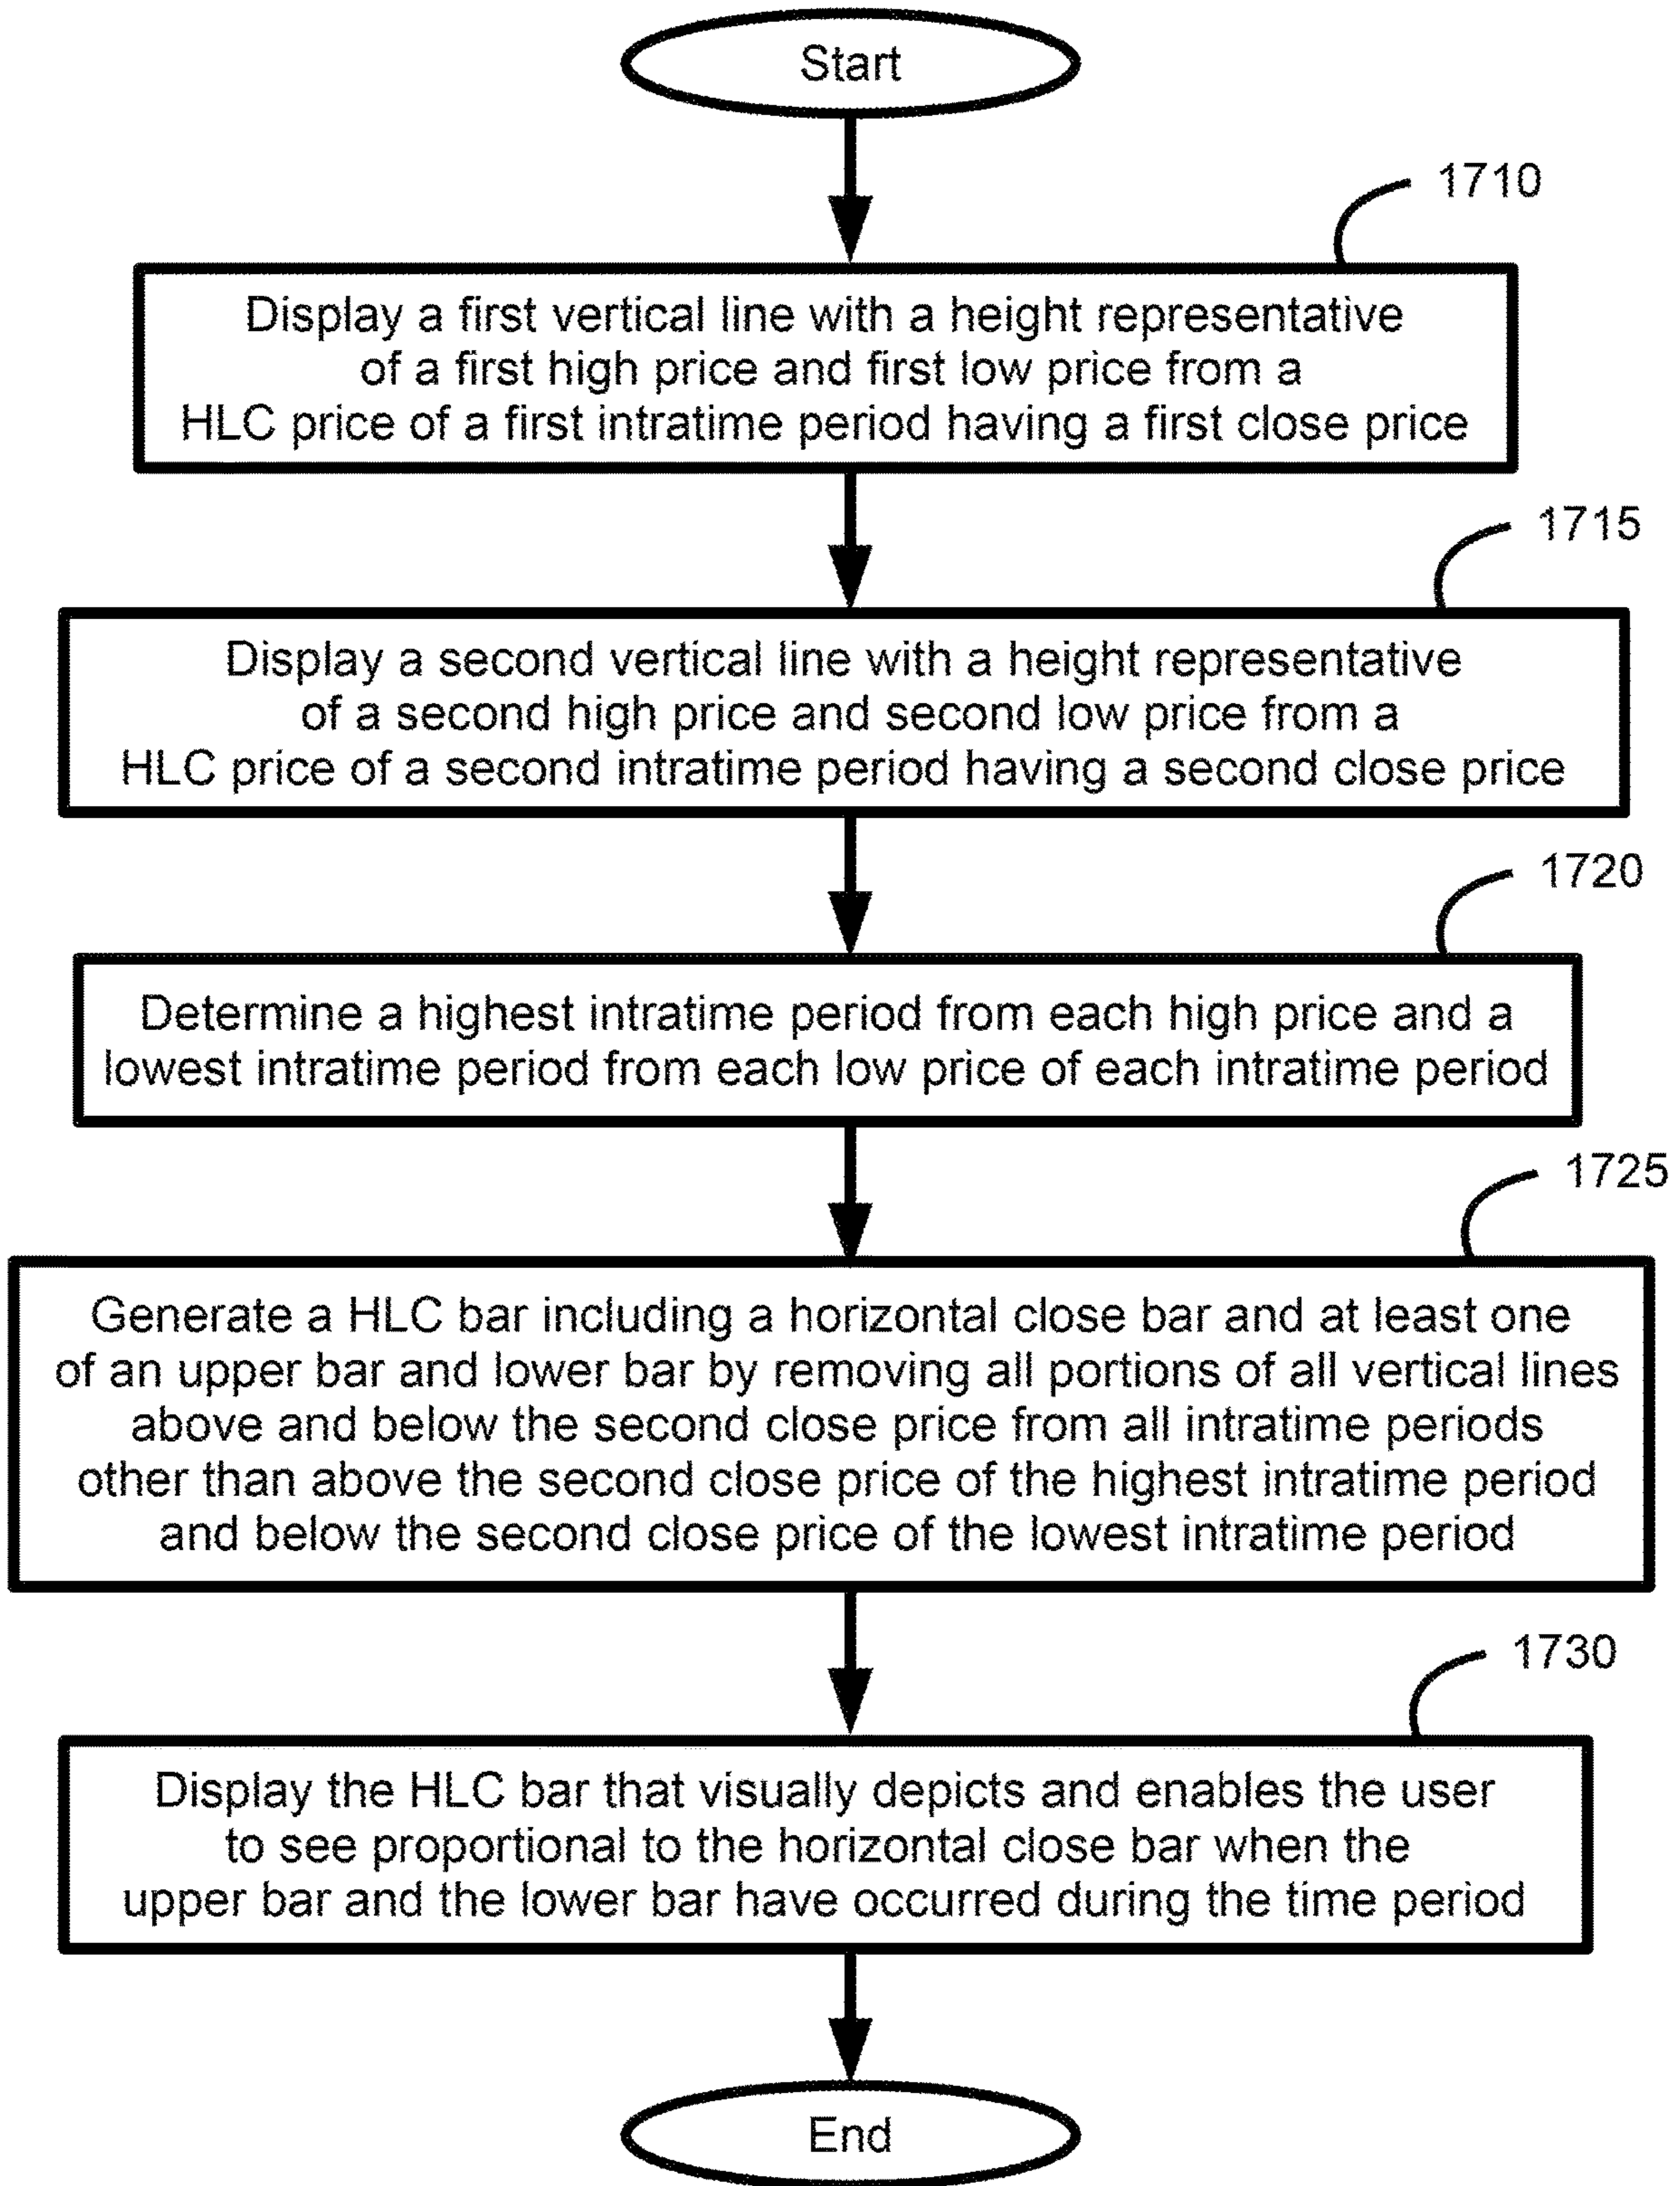 Start
1710
Display a first vertical line with a height representative
of a first high price and first low price from a
HLC price of a first intratime period having a first close price
1715
Display a second vertical line with a height representative
of a second high price and second low price from a
HLC price of a second intratime period having a second close price
1720
Determine a highest intratime period from each high price and a
lowest intratime period from each low price of each intratime period
1725
Generate a HLC bar including a horizontal close bar and at least one
of an upper bar and lower bar by removing all portions of all vertical lines
above and below the second close price from all intratime periods
other than above the second close price of the highest intratime period
and below the second close price of the lowest intratime period
1730
Display the HLC bar that visually depicts and enables the user
to see proportional to the horizontal close bar when the
upper bar and the lower bar have occurred during the time period
End